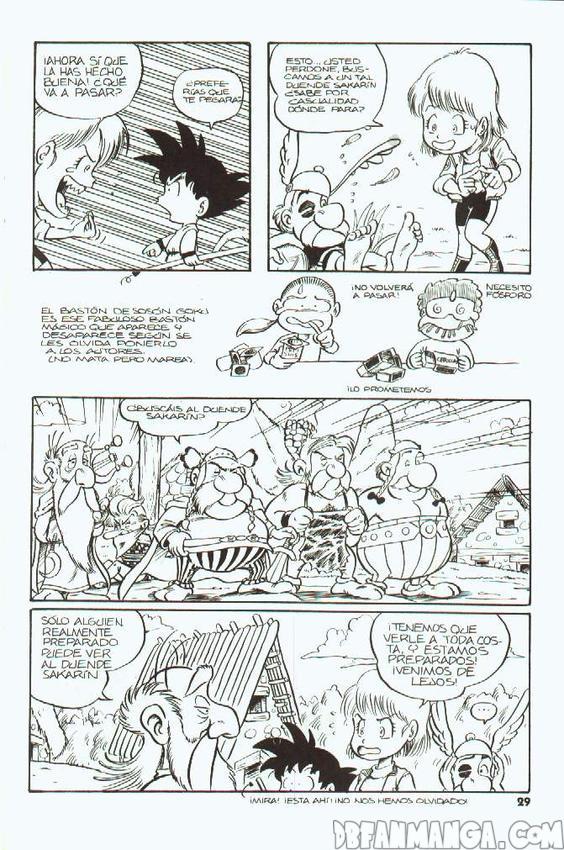 ¡AHORA SÍ QUE
LA HAS HECHO
BUENA! ¿QUÉ
VA A PASAR?
¿PREFE-
RÍAS QUE
TE PEGARA?
ESTO... USTED
PERDONE, BUS-
CAMOS A UN TAL
DUENDE SAKARÍN
¿SABE POR
CASUALIDAD
DÓNDE PARA?
EL BASTÓN DE SOSÓN (GOKU)
ES ESE FABULOSO BASTÓN
MÁGICO QUE APARECE Y
DESAPARECE SEGÚN SE
LES OLVIDA PONERLO
A LOS AUTORES.
(NO MATA PERO MAREA).
¡NO VOLVERÁ
A PASAR!
NECESITO
FÓSFORO
¡LO PROMETEMOS
¿BUSCÁIS AL DUENDE
SAKARÍN?
SÓLO ALGUIEN
REALMENTE
PREPARADO
PUEDE VER
AL DUENDE
SAKARÍN
¡TENEMOS QUE
VERLE A TODA COS-
TA, Y ESTAMOS
PREPARADOS!
¡VENIMOS DE
LEJOS!
...
¡MIRA! ¡ESTA AHÍ! ¡NO NOS HEMOS OLVIDADO!
29
DBFANMANGA.COM